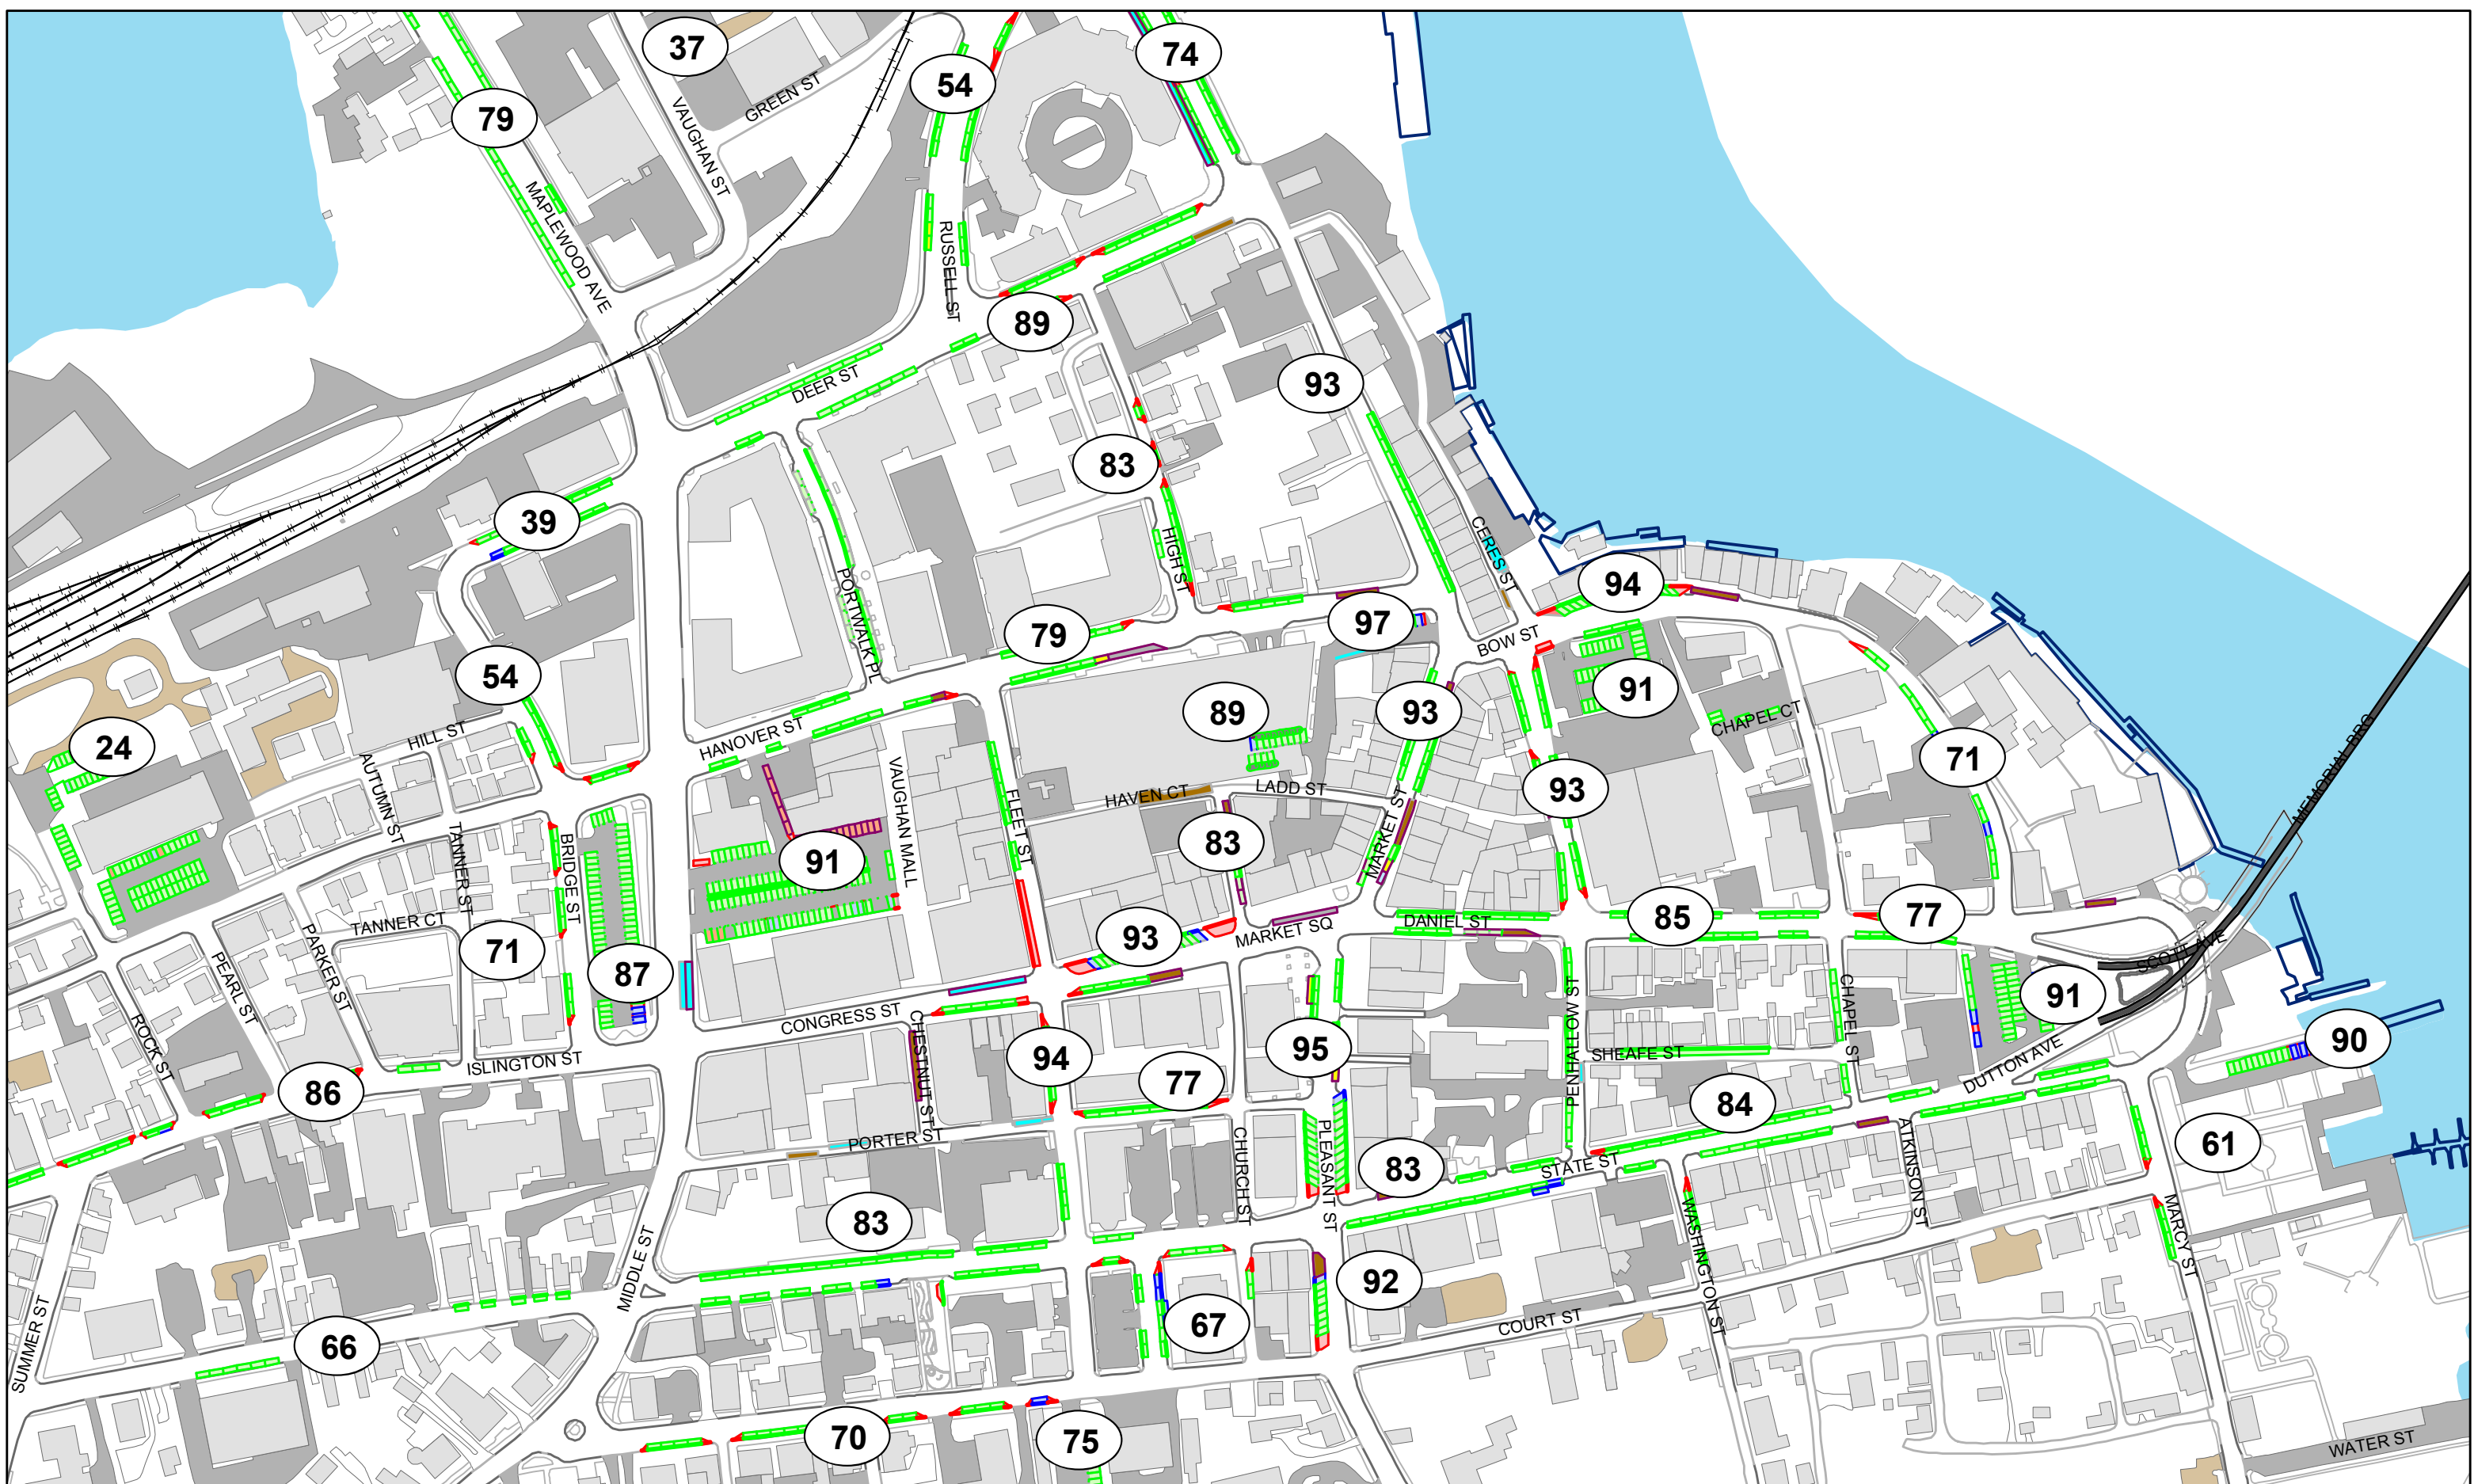 37
74
54
79
GREEN ST
VAUGHAN ST
MAPLEWOOD AVE
RUSSELL ST
89
DEER ST
93
83
39
HIGH ST
CERES ST
94
PORTWALK PL
79
97
BOW ST
54
91
89
93
HANOVER ST
CHAPEL CT
24
HILL ST
71
MEMORIAL BRG
AUTUMN ST
VAUGHAN MALL
FLEET ST
HAVEN CT
LADD ST
93
MARKET ST
83
91
TANNER ST
BRIDGE ST
TANNER CT
71
PARKER ST
PEARL ST
93
MARKET SQ
DANIEL ST
85
77
SCOTT AVE
87
91
CONGRESS ST
CHESTNUT ST
ROCK ST
ISLINGTON ST
94
95
PENHALLOW ST
CHAPEL ST
SHEAFE ST
DUTTON AVE
90
86
77
84
PORTER ST
CHURCH ST
PLEASANT ST
83
STATE ST
ATKINSON ST
61
83
MIDDLE ST
WASHINGTON ST
MARCY ST
92
67
COURT ST
66
SUMMER ST
70
75
WATER ST